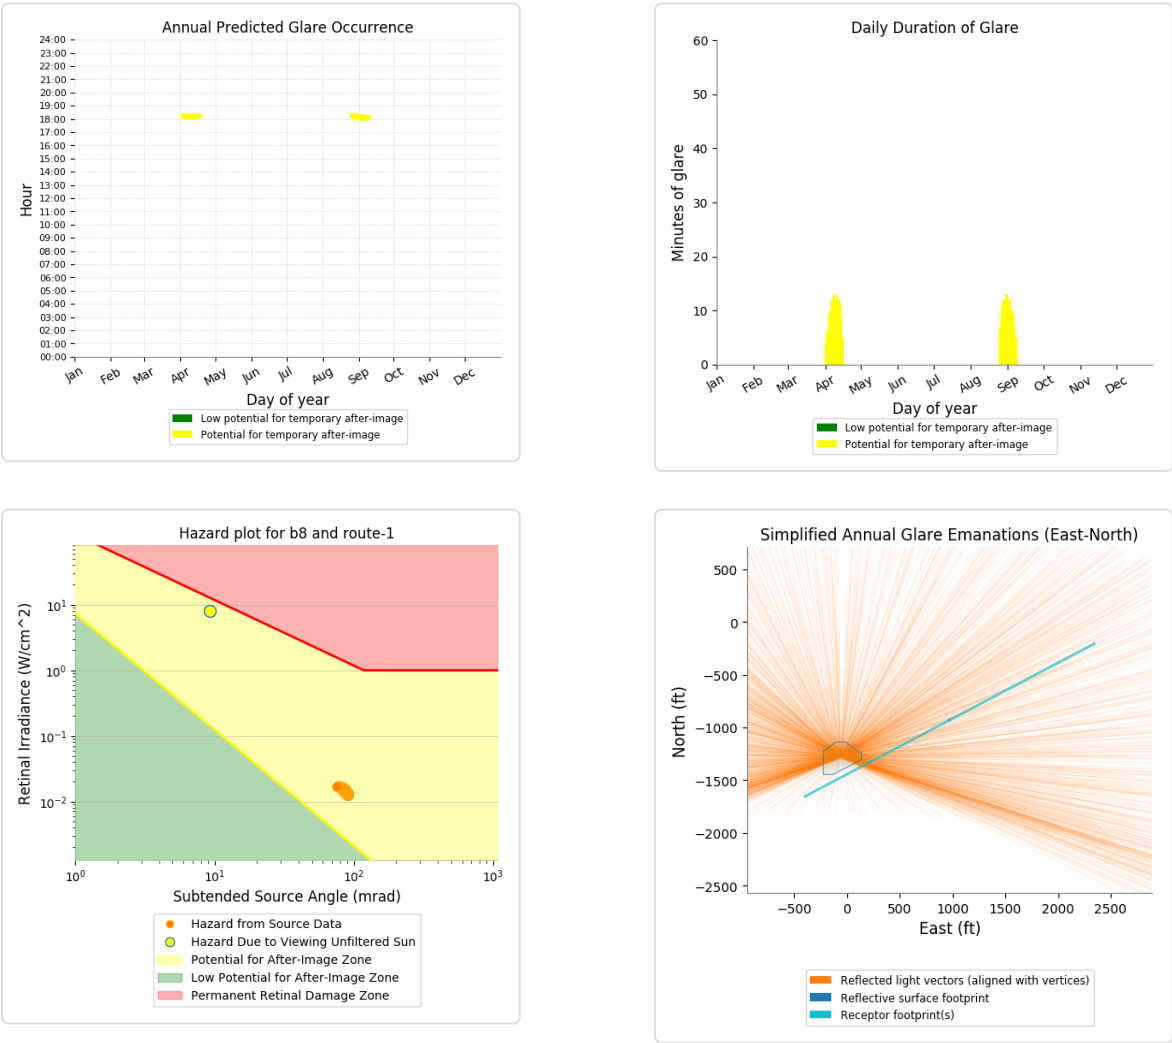 Annual Predicted Glare Occurrence
24:00
23:00
22:00
21:00
20:00
19:00
18:00
17:00
16:00
15:00
14:00
13:00
12:00
11:00
10:00
09:00
08:00
07:00
06:00
05:00
04:00
03:00
02:00
01:00
00:00
Hour
Jan Feb Mar Apr May Jun Jul Aug Sep Oct Nov Dec
Day of year
Low potential for temporary after-image
Potential for temporary after-image
Daily Duration of Glare
60
50
40
30
20
10
0
Minutes of glare
Jan Feb Mar Apr May Jun Jul Aug Sep Oct Nov Dec
Day of year
Low potential for temporary after-image
Potential for temporary after-image
Hazard plot for b8 and route-1
10^1
10^0
10^−1
10^−2
Retinal Irradiance (W/cm^2)
10^0 10^1 10^2 10^3
Subtended Source Angle (mrad)
Hazard from Source Data
Hazard Due to Viewing Unfiltered Sun
Potential for After-Image Zone
Low Potential for After-Image Zone
Permanent Retinal Damage Zone
Simplified Annual Glare Emanations (East-North)
500
0
−500
−1000
−1500
−2000
−2500
North (ft)
−500 0 500 1000 1500 2000 2500
East (ft)
Reflected light vectors (aligned with vertices)
Reflective surface footprint
Receptor footprint(s)